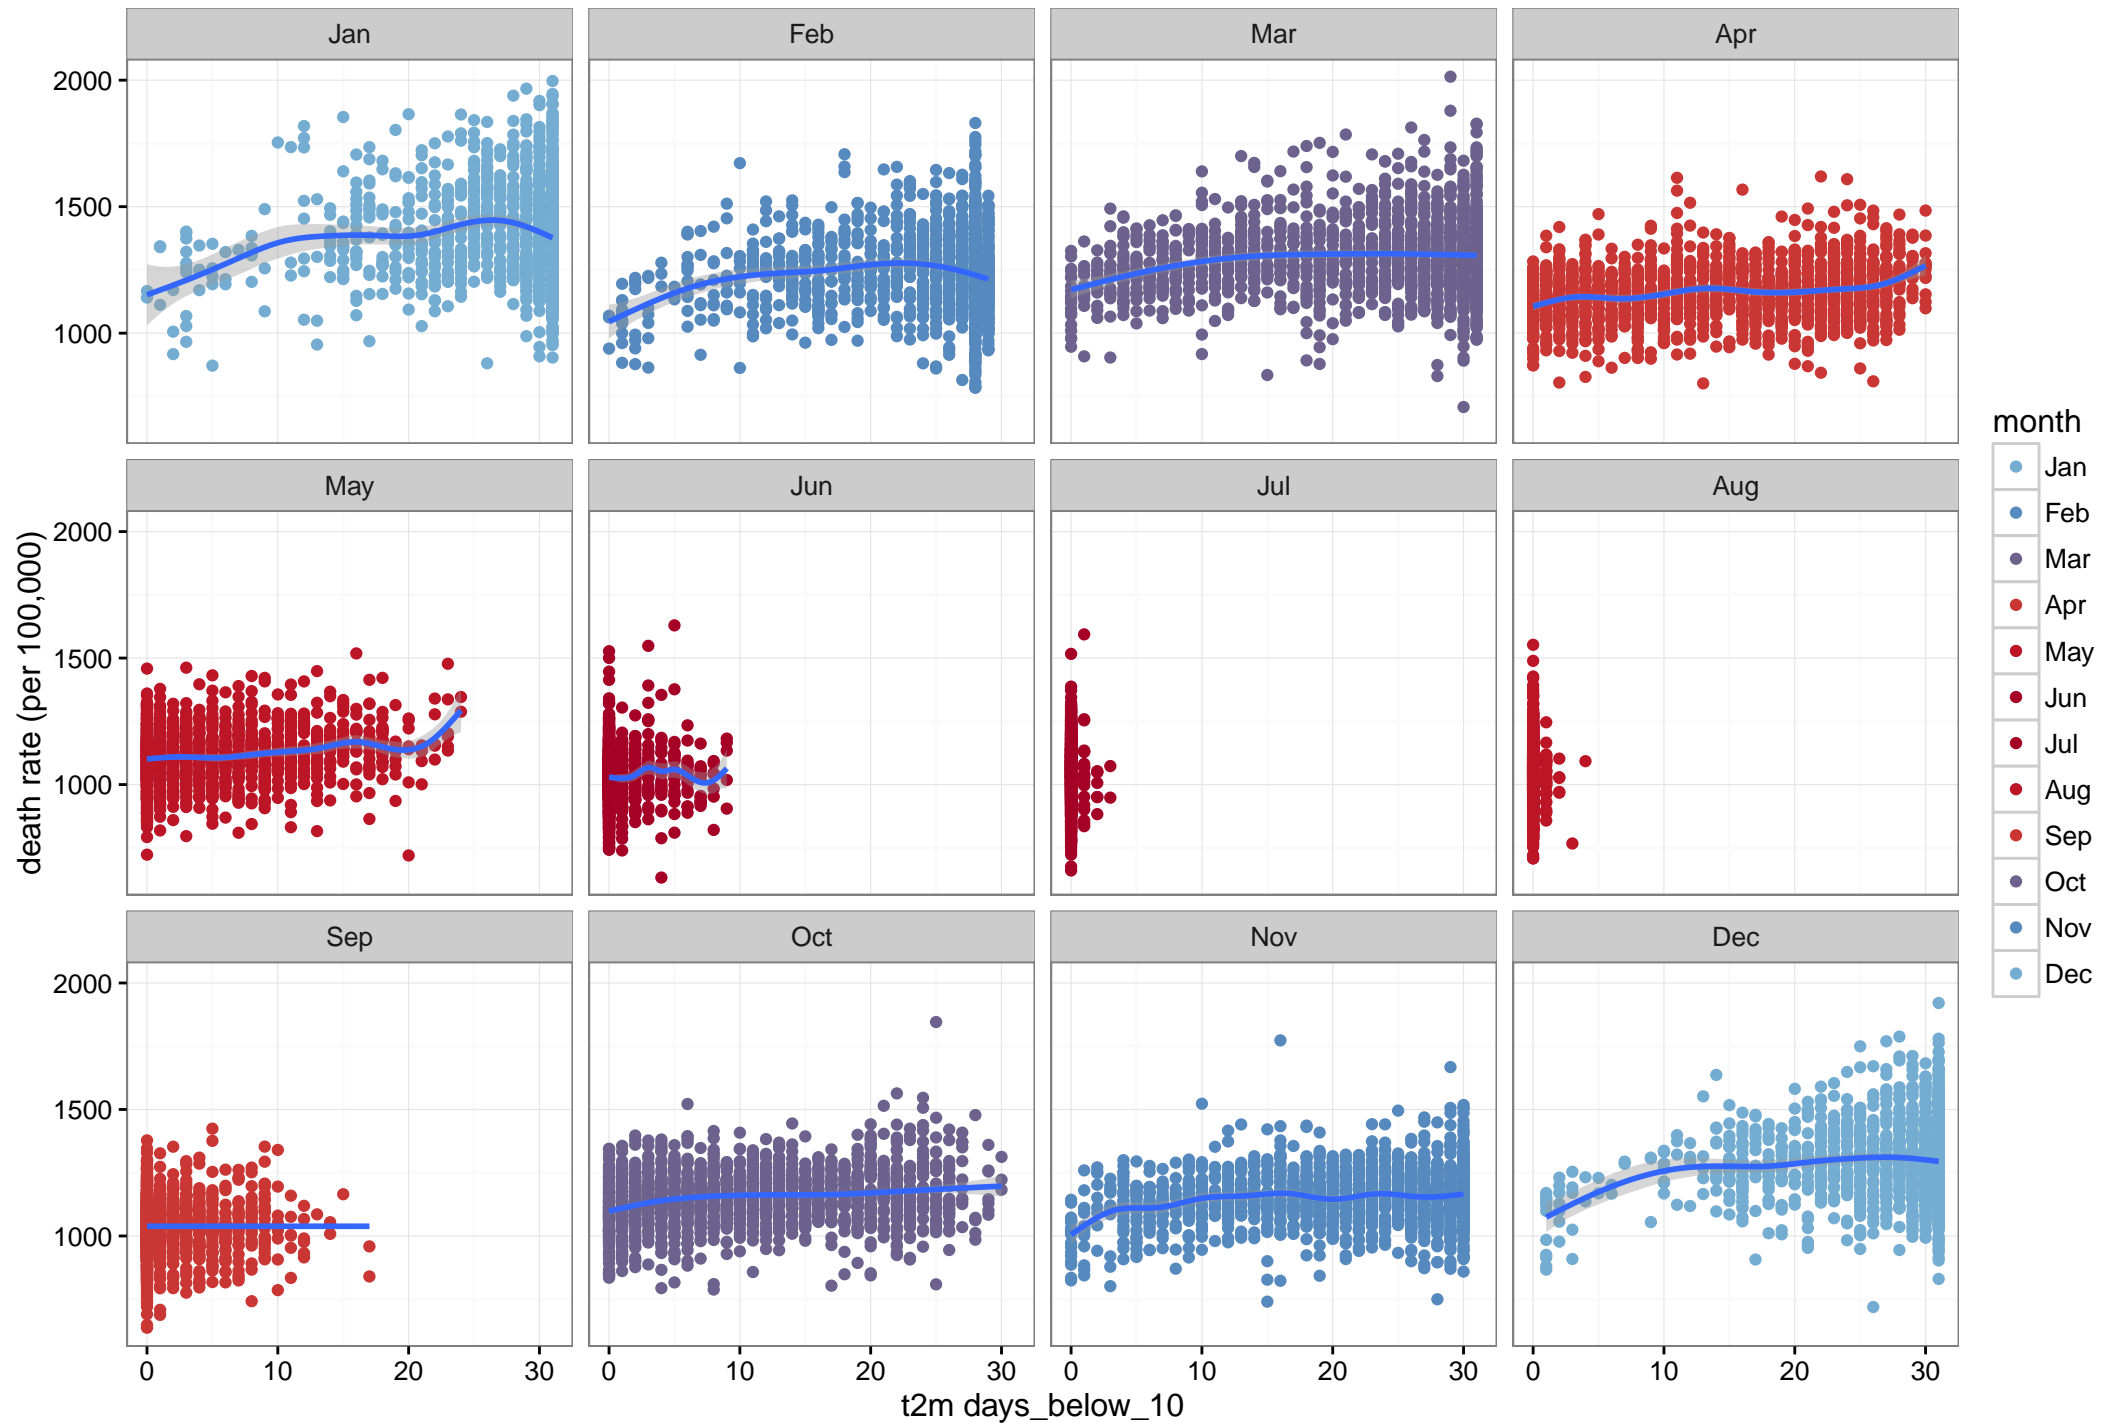 Jan Feb Mar Apr
2000
1500
1000
May Jun Jul Aug
2000
1500
1000
Sep Oct Nov Dec
2000
1500
1000
0 10 20 30 0 10 20 30 0 10 20 30 0 10 20 30
t2m days_below_10
death rate (per 100,000)
month
Jan
Feb
Mar
Apr
May
Jun
Jul
Aug
Sep
Oct
Nov
Dec